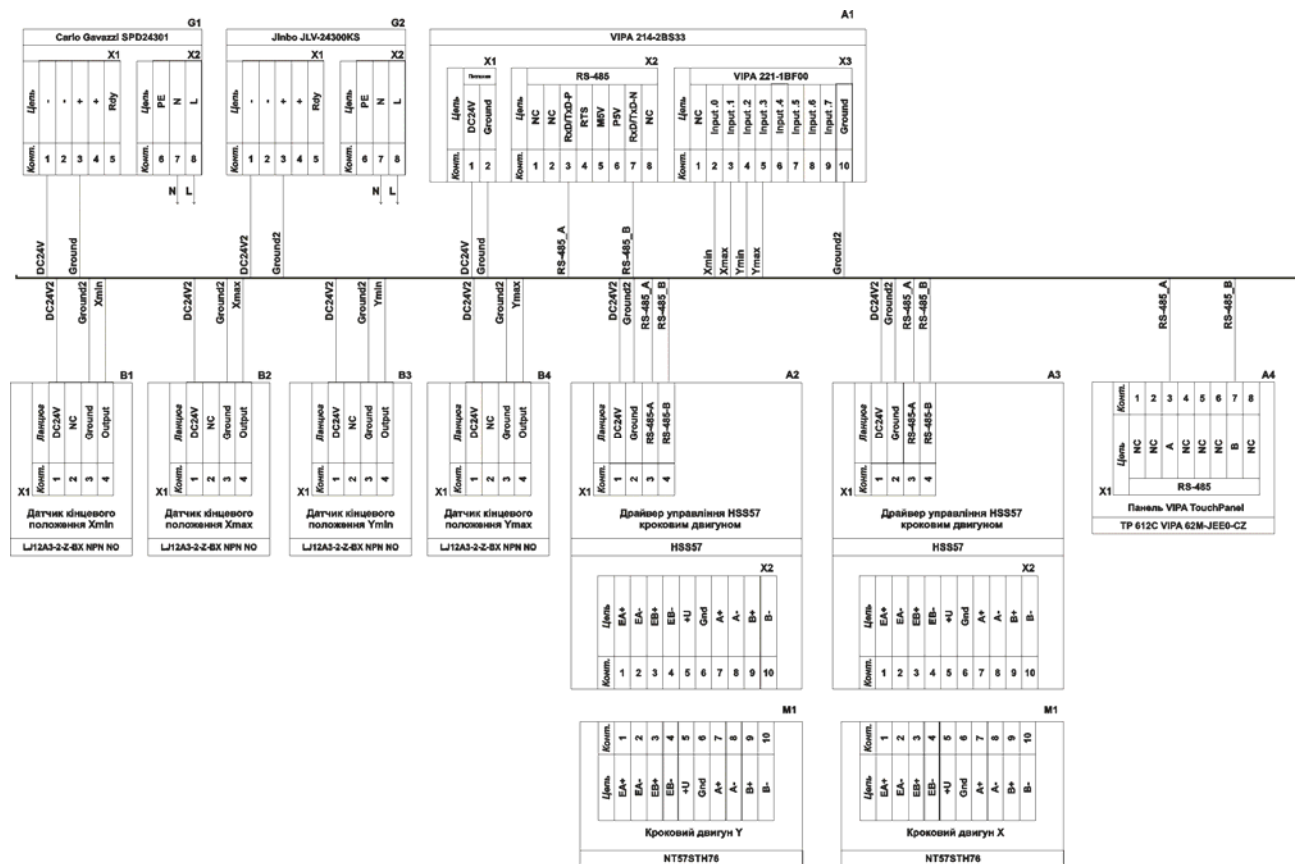 G1
Carlo Gavazzi SPD24301
X1
Цепь - - + + Rdy
Конт. 1 2 3 4 5
X2
Цепь PE N L
Конт. 6 7 8
N L
G2
Jinbo JLV-24300KS
X1
Цепь - - + + Rdy
Конт. 1 2 3 4 5
X2
Цепь PE N L
Конт. 6 7 8
N L
A1
VIPA 214-2BS33
X1
Питание
Цепь DC24V Ground
Конт. 1 2
X2
RS-485
Цепь NC NC RxD/TxD-P RTS M5V P5V RxD/TxD-N NC
Конт. 1 2 3 4 5 6 7 8
X3
VIPA 221-1BF00
Цепь NC Input .0 Input .1 Input .2 Input .3 Input .4 Input .5 Input .6 Input .7 Ground
Конт. 1 2 3 4 5 6 7 8 9 10
DC24V Ground DC24V2 Ground2 DC24V Ground RS-485_A RS-485_B Xmin Xmax Ymin Ymax Ground2
DC24V2 Ground2 Xmin
DC24V2 Ground2 Xmax
DC24V2 Ground2 Ymin
DC24V2 Ground2 Ymax
DC24V2 Ground2 RS-485_A RS-485_B
DC24V2 Ground2 RS-485_A RS-485_B
RS-485_A RS-485_B
B1
Ланцюг DC24V NC Ground Output
Конт. 1 2 3 4
X1
Датчик кінцевого
положення Xmin
LJ12A3-2-Z-BX NPN NO
B2
Ланцюг DC24V NC Ground Output
Конт. 1 2 3 4
X1
Датчик кінцевого
положення Xmax
LJ12A3-2-Z-BX NPN NO
B3
Ланцюг DC24V NC Ground Output
Конт. 1 2 3 4
X1
Датчик кінцевого
положення Ymin
LJ12A3-2-Z-BX NPN NO
B4
Ланцюг DC24V NC Ground Output
Конт. 1 2 3 4
X1
Датчик кінцевого
положення Ymax
LJ12A3-2-Z-BX NPN NO
A2
Ланцюг DC24V Ground RS-485-A RS-485-B
Конт. 1 2 3 4
X1
Драйвер управління HSS57
кроковим двигуном
HSS57
X2
Цепь EA+ EA- EB+ EB- +U Gnd A+ A- B+ B-
Конт. 1 2 3 4 5 6 7 8 9 10
A3
Ланцюг DC24V Ground RS-485-A RS-485-B
Конт. 1 2 3 4
X1
Драйвер управління HSS57
кроковим двигуном
HSS57
X2
Цепь EA+ EA- EB+ EB- +U Gnd A+ A- B+ B-
Конт. 1 2 3 4 5 6 7 8 9 10
A4
Конт. 1 2 3 4 5 6 7 8
Цепь NC NC A NC NC NC B NC
X1
RS-485
Панель VIPA TouchPanel
TP 612C VIPA 62M-JEE0-CZ
M1
Конт. 1 2 3 4 5 6 7 8 9 10
Цепь EA+ EA- EB+ EB- +U Gnd A+ A- B+ B-
Кроковий двигун Y
NT57STH76
M1
Конт. 1 2 3 4 5 6 7 8 9 10
Цепь EA+ EA- EB+ EB- +U Gnd A+ A- B+ B-
Кроковий двигун X
NT57STH76